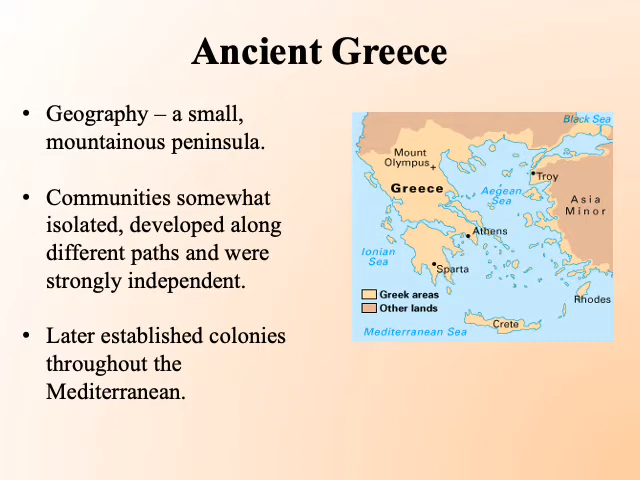 Ancient Greece
• Geography – a small,
mountainous peninsula.
• Communities somewhat
isolated, developed along
different paths and were
strongly independent.
• Later established colonies
throughout the
Mediterranean.
Black Sea
Mount
Olympus
Troy
Greece
Aegean
Sea
Asia
Minor
Athens
Ionian
Sea
Sparta
Greek areas
Other lands
Rhodes
Crete
Mediterranean Sea